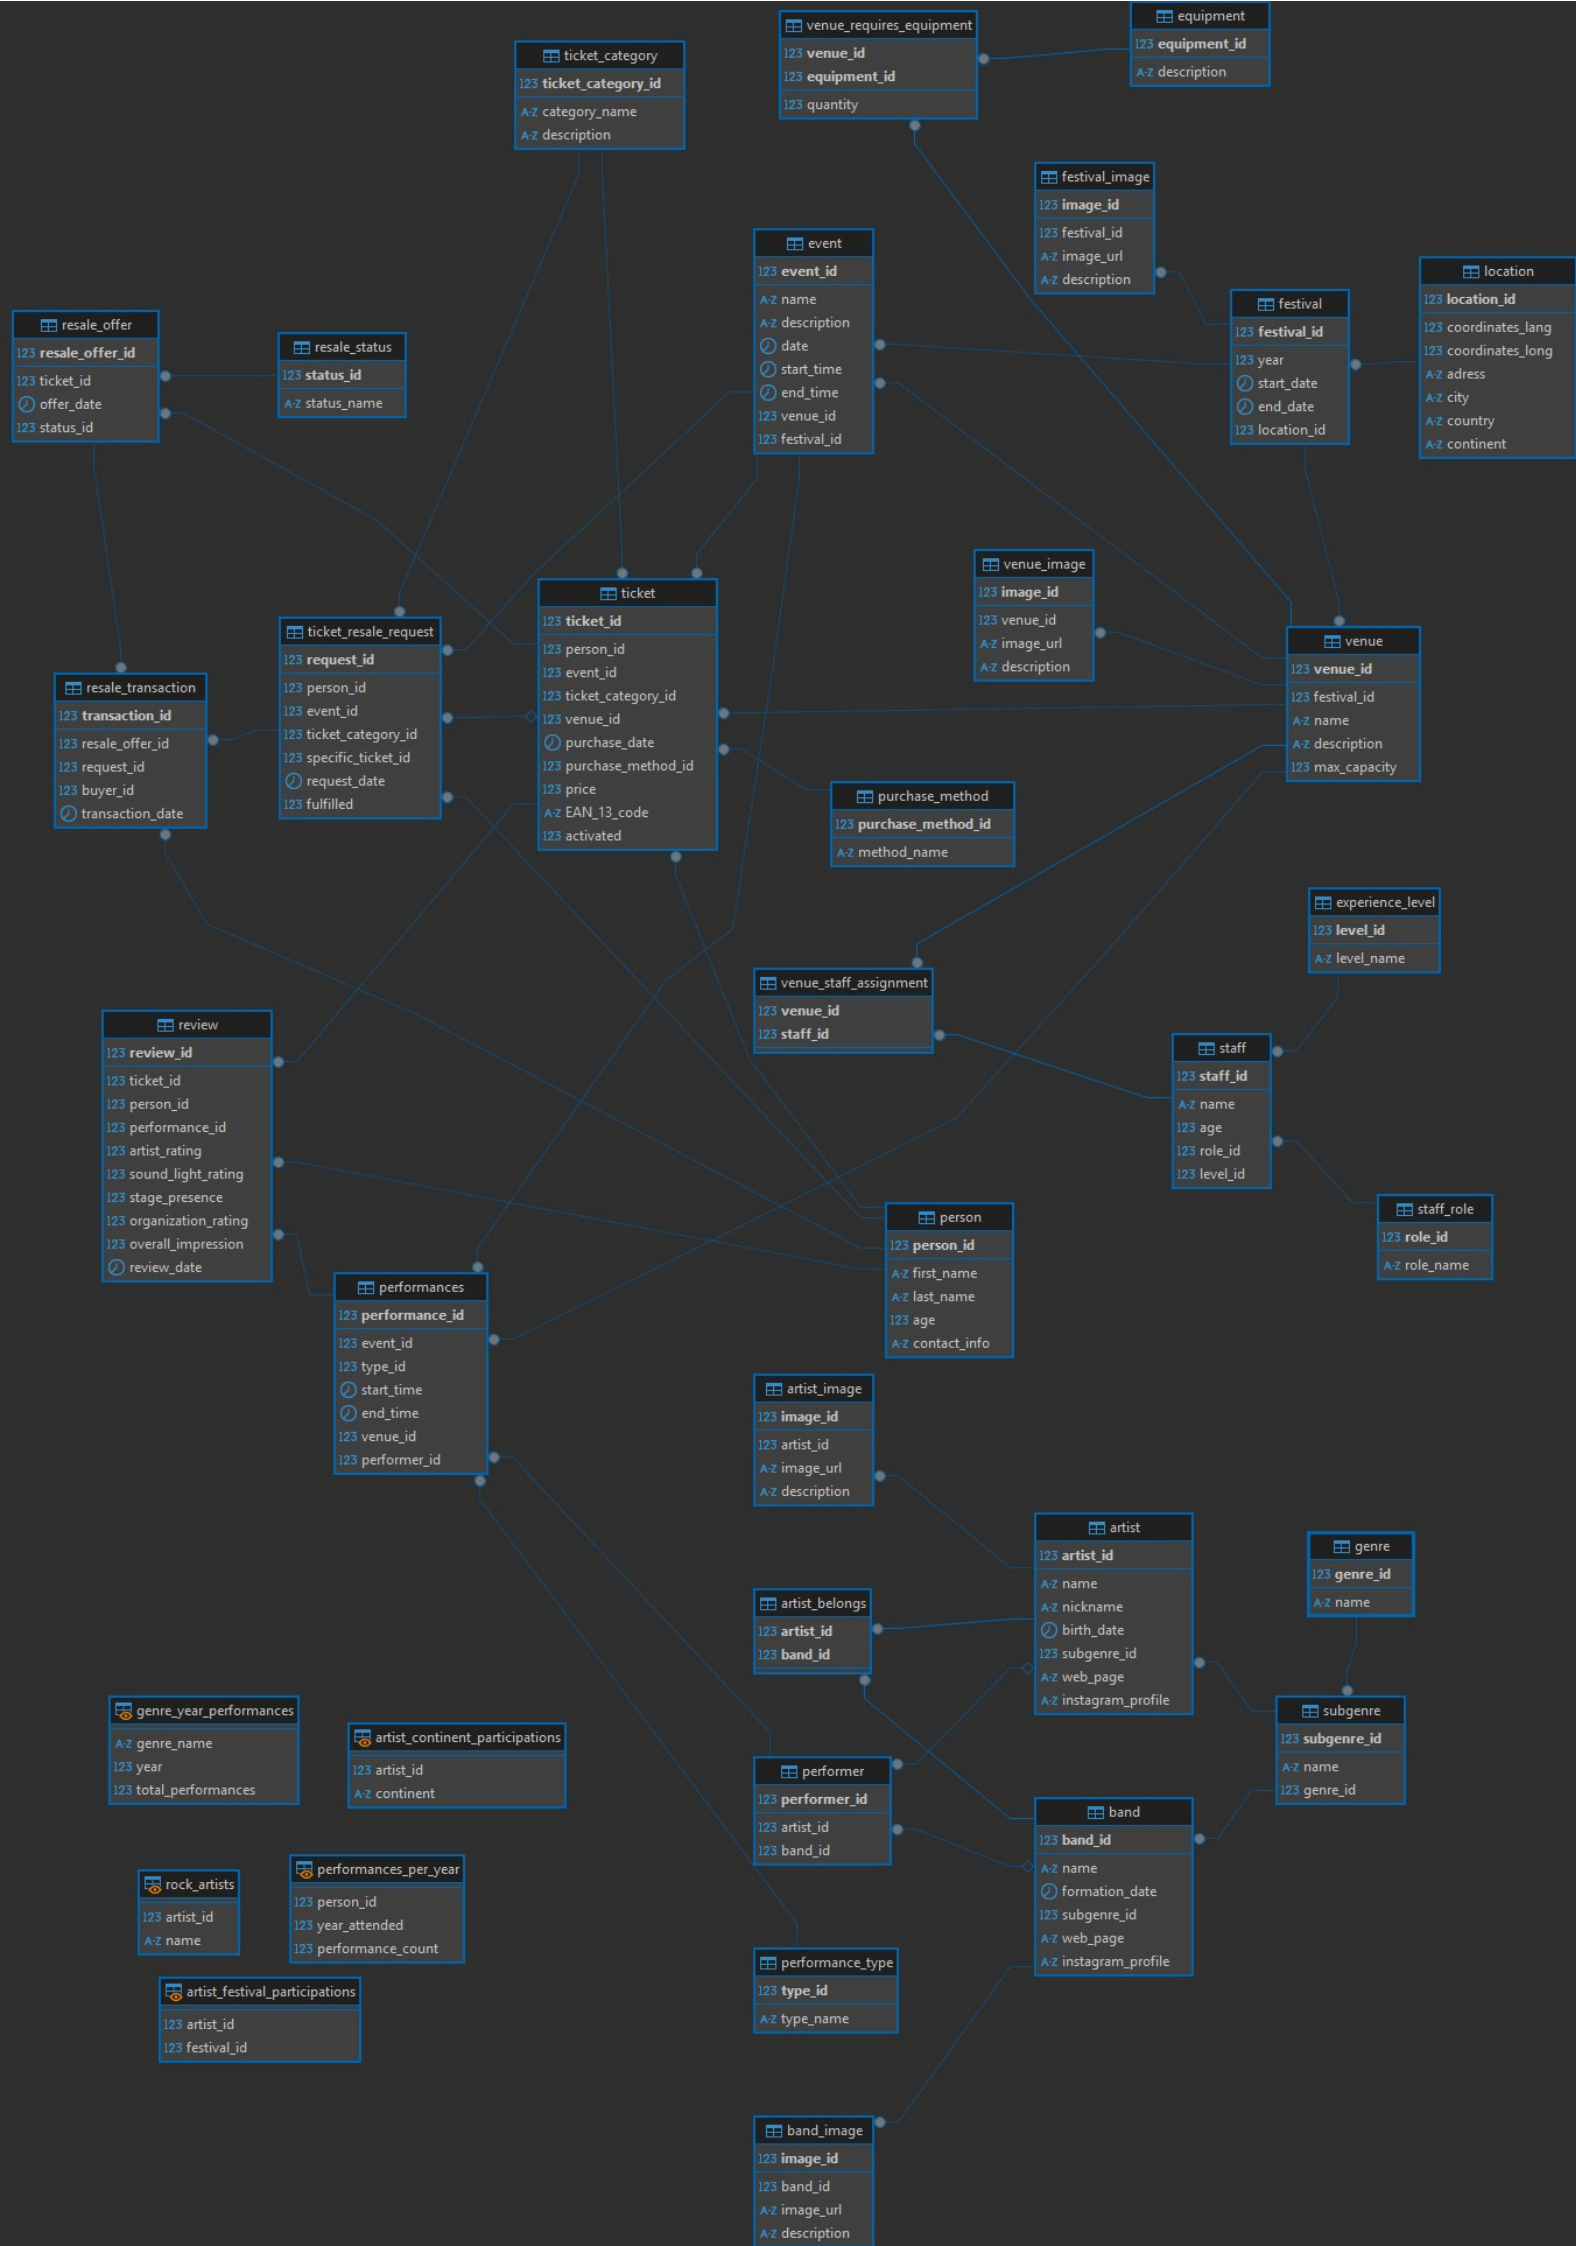 venue_requires_equipment
123 venue_id
123 equipment_id
123 quantity
equipment
123 equipment_id
A-Z description
ticket_category
123 ticket_category_id
A-Z category_name
A-Z description
festival_image
123 image_id
123 festival_id
A-Z image_url
A-Z description
event
123 event_id
A-Z name
A-Z description
date
start_time
end_time
123 venue_id
123 festival_id
location
123 location_id
123 coordinates_lang
123 coordinates_long
A-Z adress
A-Z city
A-Z country
A-Z continent
festival
123 festival_id
123 year
start_date
end_date
123 location_id
resale_offer
123 resale_offer_id
123 ticket_id
offer_date
123 status_id
resale_status
123 status_id
A-Z status_name
venue_image
123 image_id
123 venue_id
A-Z image_url
A-Z description
ticket
123 ticket_id
123 person_id
123 event_id
123 ticket_category_id
123 venue_id
purchase_date
123 purchase_method_id
123 price
A-Z EAN_13_code
123 activated
ticket_resale_request
123 request_id
123 person_id
123 event_id
123 ticket_category_id
123 specific_ticket_id
request_date
123 fulfilled
venue
123 venue_id
123 festival_id
A-Z name
A-Z description
123 max_capacity
resale_transaction
123 transaction_id
123 resale_offer_id
123 request_id
123 buyer_id
transaction_date
purchase_method
123 purchase_method_id
A-Z method_name
experience_level
123 level_id
A-Z level_name
venue_staff_assignment
123 venue_id
123 staff_id
review
123 review_id
123 ticket_id
123 person_id
123 performance_id
123 artist_rating
123 sound_light_rating
123 stage_presence
123 organization_rating
123 overall_impression
review_date
staff
123 staff_id
A-Z name
123 age
123 role_id
123 level_id
staff_role
123 role_id
A-Z role_name
person
123 person_id
A-Z first_name
A-Z last_name
123 age
A-Z contact_info
performances
123 performance_id
123 event_id
123 type_id
start_time
end_time
123 venue_id
123 performer_id
artist_image
123 image_id
123 artist_id
A-Z image_url
A-Z description
artist
123 artist_id
A-Z name
A-Z nickname
birth_date
123 subgenre_id
A-Z web_page
A-Z instagram_profile
genre
123 genre_id
A-Z name
artist_belongs
123 artist_id
123 band_id
genre_year_performances
A-Z genre_name
123 year
123 total_performances
artist_continent_participations
123 artist_id
A-Z continent
subgenre
123 subgenre_id
A-Z name
123 genre_id
performer
123 performer_id
123 artist_id
123 band_id
band
123 band_id
A-Z name
formation_date
123 subgenre_id
A-Z web_page
A-Z instagram_profile
rock_artists
123 artist_id
A-Z name
performances_per_year
123 person_id
123 year_attended
123 performance_count
performance_type
123 type_id
A-Z type_name
artist_festival_participations
123 artist_id
123 festival_id
band_image
123 image_id
123 band_id
A-Z image_url
A-Z description